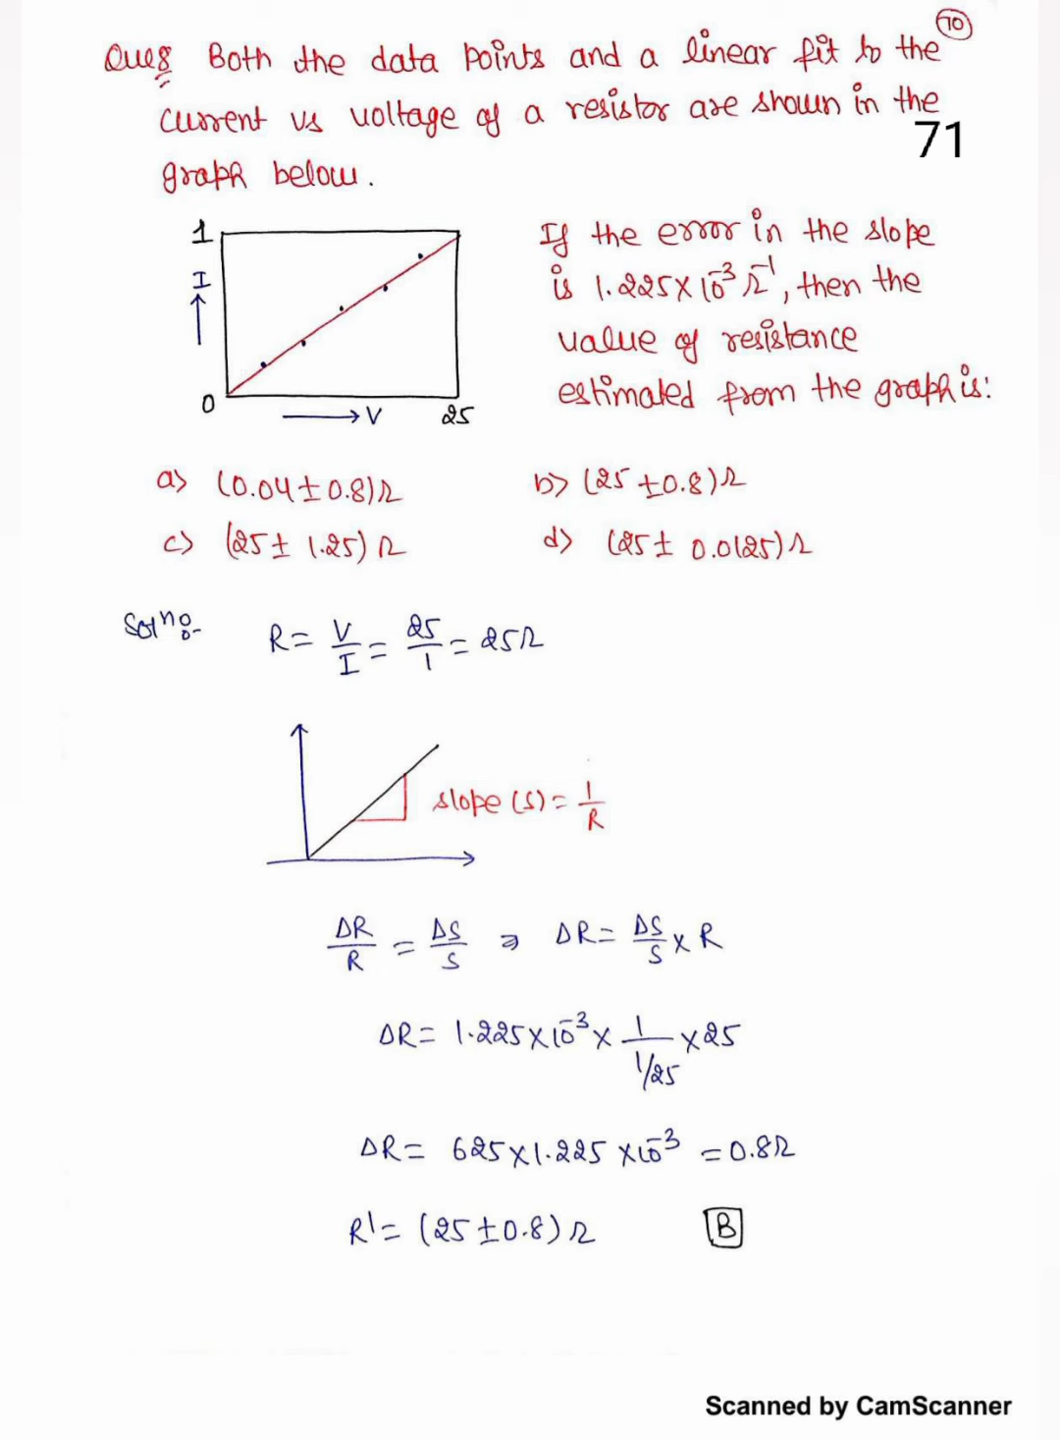 70
Ques Both the data points and a linear fit to the
current vs voltage of a resistor are shown in the
71
graph below.
1
I
0
→ V
25
If the error in the slope
is 1.225×10⁻³ Ω⁻¹, then the
value of resistance
estimated from the graph is:
a) (0.04 ± 0.8) Ω b) (25 ± 0.8) Ω
c) (25 ± 1.25) Ω d) (25 ± 0.0125) Ω
Solno:- R = V/I = 25/1 = 25Ω
slope (s) = 1/R
ΔR/R = ΔS/S ⇒ ΔR = ΔS/S × R
ΔR = 1.225×10⁻³ × 1/(1/25) × 25
ΔR = 625×1.225×10⁻³ = 0.8Ω
R' = (25 ± 0.8) Ω B
Scanned by CamScanner